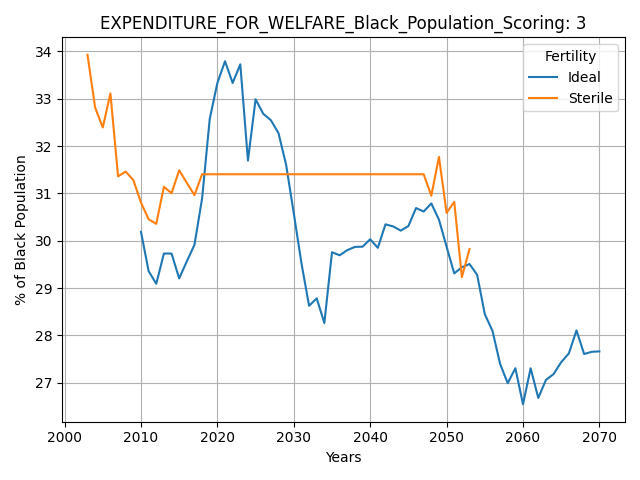 EXPENDITURE_FOR_WELFARE_Black_Population_Scoring: 3
% of Black Population
34
33
32
31
30
29
28
27
Fertility
Ideal
Sterile
2000 2010 2020 2030 2040 2050 2060 2070
Years